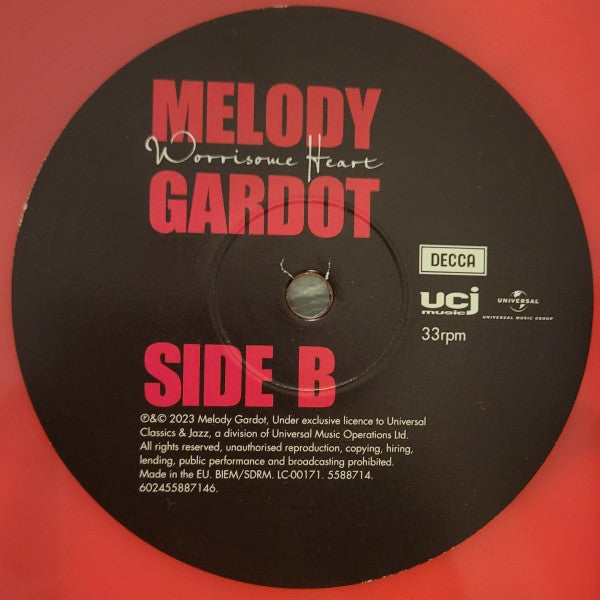 MELODY
Worrisome Heart
GARDOT
DECCA
ucj
music
UNIVERSAL
UNIVERSAL MUSIC GROUP
33rpm
SIDE B
℗&© 2023 Melody Gardot, Under exclusive licence to Universal
Classics & Jazz, a division of Universal Music Operations Ltd.
All rights reserved, unauthorised reproduction, copying, hiring,
lending, public performance and broadcasting prohibited.
Made in the EU. BIEM/SDRM. LC-00171. 5588714.
602455887146.